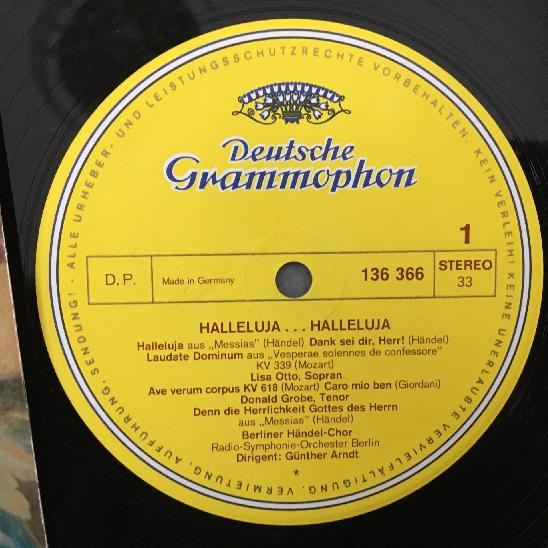 Deutsche
Grammophon
1
D.P.
Made in Germany
136 366
STEREO
33
HALLELUJA . . . HALLELUJA
Halleluja aus „Messias" (Händel) Dank sei dir, Herr! (Händel)
Laudate Dominum aus „Vesperae solennes de confessore"
KV 339 (Mozart)
Lisa Otto, Sopran
Ave verum corpus KV 618 (Mozart) Caro mio ben (Giordani)
Donald Grobe, Tenor
Denn die Herrlichkeit Gottes des Herrn
aus „Messias" (Händel)
Berliner Händel-Chor
Radio-Symphonie-Orchester Berlin
Dirigent: Günther Arndt
*
ALLE URHEBER- UND LEISTUNGSSCHUTZRECHTE VORBEHALTEN. KEIN VERLEIH! KEINE UNERLAUBTE VERVIELFÄLTIGUNG, VERMIETUNG, AUFFÜHRUNG, SENDUNG!